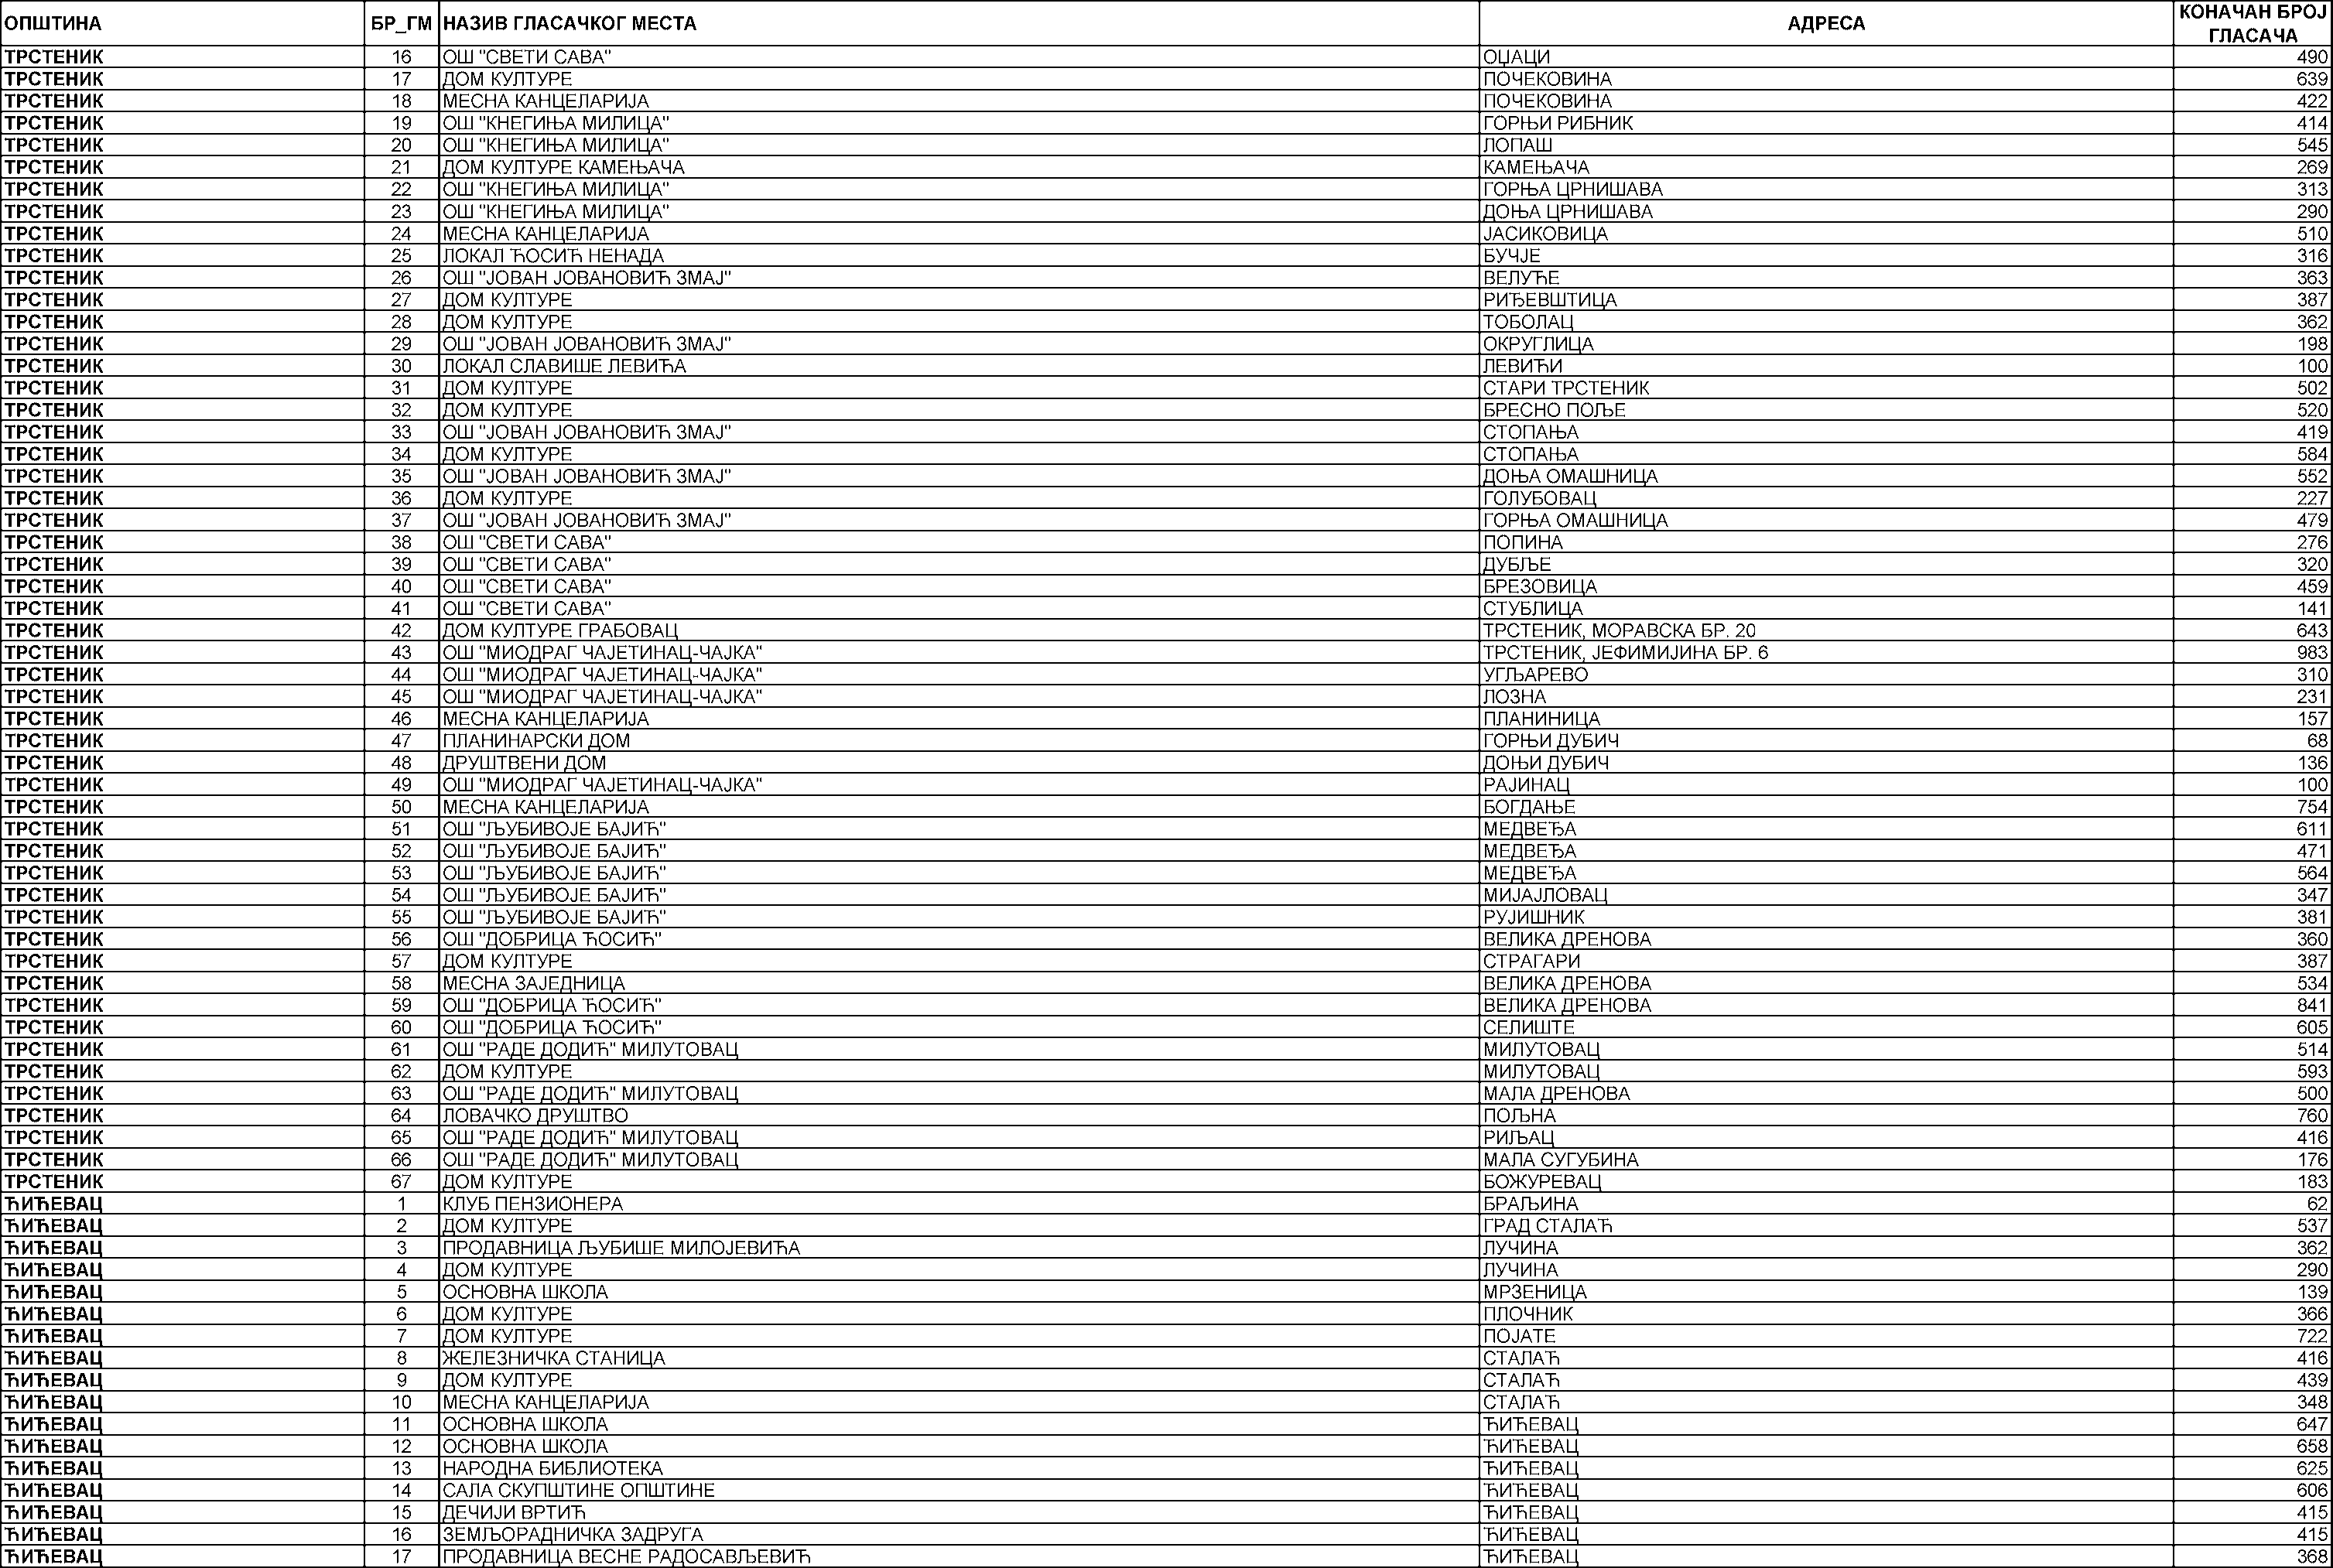 ОПШТИНА БР_ГМ НАЗИВ ГЛАСАЧКОГ МЕСТА АДРЕСА КОНАЧАН БРОЈ ГЛАСАЧА
ТРСТЕНИК 16 ОШ "СВЕТИ САВА" ОЏАЦИ 490
ТРСТЕНИК 17 ДОМ КУЛТУРЕ ПОЧЕКОВИНА 639
ТРСТЕНИК 18 МЕСНА КАНЦЕЛАРИЈА ПОЧЕКОВИНА 422
ТРСТЕНИК 19 ОШ "КНЕГИЊА МИЛИЦА" ГОРЊИ РИБНИК 414
ТРСТЕНИК 20 ОШ "КНЕГИЊА МИЛИЦА" ЛОПАШ 545
ТРСТЕНИК 21 ДОМ КУЛТУРЕ КАМЕЊАЧА КАМЕЊАЧА 269
ТРСТЕНИК 22 ОШ "КНЕГИЊА МИЛИЦА" ГОРЊА ЦРНИШАВА 313
ТРСТЕНИК 23 ОШ "КНЕГИЊА МИЛИЦА" ДОЊА ЦРНИШАВА 290
ТРСТЕНИК 24 МЕСНА КАНЦЕЛАРИЈА ЈАСИКОВИЦА 510
ТРСТЕНИК 25 ЛОКАЛ ЋОСИЋ НЕНАДА БУЧЈЕ 316
ТРСТЕНИК 26 ОШ "ЈОВАН ЈОВАНОВИЋ ЗМАЈ" ВЕЛУЋЕ 363
ТРСТЕНИК 27 ДОМ КУЛТУРЕ РИЂЕВШТИЦА 387
ТРСТЕНИК 28 ДОМ КУЛТУРЕ ТОБОЛАЦ 362
ТРСТЕНИК 29 ОШ "ЈОВАН ЈОВАНОВИЋ ЗМАЈ" ОКРУГЛИЦА 198
ТРСТЕНИК 30 ЛОКАЛ СЛАВИШЕ ЛЕВИЋА ЛЕВИЋИ 100
ТРСТЕНИК 31 ДОМ КУЛТУРЕ СТАРИ ТРСТЕНИК 502
ТРСТЕНИК 32 ДОМ КУЛТУРЕ БРЕСНО ПОЉЕ 520
ТРСТЕНИК 33 ОШ "ЈОВАН ЈОВАНОВИЋ ЗМАЈ" СТОПАЊА 419
ТРСТЕНИК 34 ДОМ КУЛТУРЕ СТОПАЊА 584
ТРСТЕНИК 35 ОШ "ЈОВАН ЈОВАНОВИЋ ЗМАЈ" ДОЊА ОМАШНИЦА 552
ТРСТЕНИК 36 ДОМ КУЛТУРЕ ГОЛУБОВАЦ 227
ТРСТЕНИК 37 ОШ "ЈОВАН ЈОВАНОВИЋ ЗМАЈ" ГОРЊА ОМАШНИЦА 479
ТРСТЕНИК 38 ОШ "СВЕТИ САВА" ПОПИНА 276
ТРСТЕНИК 39 ОШ "СВЕТИ САВА" ДУБЉЕ 320
ТРСТЕНИК 40 ОШ "СВЕТИ САВА" БРЕЗОВИЦА 459
ТРСТЕНИК 41 ОШ "СВЕТИ САВА" СТУБЛИЦА 141
ТРСТЕНИК 42 ДОМ КУЛТУРЕ ГРАБОВАЦ ТРСТЕНИК, МОРАВСКА БР. 20 643
ТРСТЕНИК 43 ОШ "МИОДРАГ ЧАЈЕТИНАЦ-ЧАЈКА" ТРСТЕНИК, ЈЕФИМИЈИНА БР. 6 983
ТРСТЕНИК 44 ОШ "МИОДРАГ ЧАЈЕТИНАЦ-ЧАЈКА" УГЉАРЕВО 310
ТРСТЕНИК 45 ОШ "МИОДРАГ ЧАЈЕТИНАЦ-ЧАЈКА" ЛОЗНА 231
ТРСТЕНИК 46 МЕСНА КАНЦЕЛАРИЈА ПЛАНИНИЦА 157
ТРСТЕНИК 47 ПЛАНИНАРСКИ ДОМ ГОРЊИ ДУБИЧ 68
ТРСТЕНИК 48 ДРУШТВЕНИ ДОМ ДОЊИ ДУБИЧ 136
ТРСТЕНИК 49 ОШ "МИОДРАГ ЧАЈЕТИНАЦ-ЧАЈКА" РАЈИНАЦ 100
ТРСТЕНИК 50 МЕСНА КАНЦЕЛАРИЈА БОГДАЊЕ 754
ТРСТЕНИК 51 ОШ "ЉУБИВОЈЕ БАЈИЋ" МЕДВЕЂА 611
ТРСТЕНИК 52 ОШ "ЉУБИВОЈЕ БАЈИЋ" МЕДВЕЂА 471
ТРСТЕНИК 53 ОШ "ЉУБИВОЈЕ БАЈИЋ" МЕДВЕЂА 564
ТРСТЕНИК 54 ОШ "ЉУБИВОЈЕ БАЈИЋ" МИЈАЈЛОВАЦ 347
ТРСТЕНИК 55 ОШ "ЉУБИВОЈЕ БАЈИЋ" РУЈИШНИК 381
ТРСТЕНИК 56 ОШ "ДОБРИЦА ЋОСИЋ" ВЕЛИКА ДРЕНОВА 360
ТРСТЕНИК 57 ДОМ КУЛТУРЕ СТРАГАРИ 387
ТРСТЕНИК 58 МЕСНА ЗАЈЕДНИЦА ВЕЛИКА ДРЕНОВА 534
ТРСТЕНИК 59 ОШ "ДОБРИЦА ЋОСИЋ" ВЕЛИКА ДРЕНОВА 841
ТРСТЕНИК 60 ОШ "ДОБРИЦА ЋОСИЋ" СЕЛИШТЕ 605
ТРСТЕНИК 61 ОШ "РАДЕ ДОДИЋ" МИЛУТОВАЦ МИЛУТОВАЦ 514
ТРСТЕНИК 62 ДОМ КУЛТУРЕ МИЛУТОВАЦ 593
ТРСТЕНИК 63 ОШ "РАДЕ ДОДИЋ" МИЛУТОВАЦ МАЛА ДРЕНОВА 500
ТРСТЕНИК 64 ЛОВАЧКО ДРУШТВО ПОЉНА 760
ТРСТЕНИК 65 ОШ "РАДЕ ДОДИЋ" МИЛУТОВАЦ РИЉАЦ 416
ТРСТЕНИК 66 ОШ "РАДЕ ДОДИЋ" МИЛУТОВАЦ МАЛА СУГУБИНА 176
ТРСТЕНИК 67 ДОМ КУЛТУРЕ БОЖУРЕВАЦ 183
ЋИЋЕВАЦ 1 КЛУБ ПЕНЗИОНЕРА БРАЉИНА 62
ЋИЋЕВАЦ 2 ДОМ КУЛТУРЕ ГРАД СТАЛАЋ 537
ЋИЋЕВАЦ 3 ПРОДАВНИЦА ЉУБИШЕ МИЛОЈЕВИЋА ЛУЧИНА 362
ЋИЋЕВАЦ 4 ДОМ КУЛТУРЕ ЛУЧИНА 290
ЋИЋЕВАЦ 5 ОСНОВНА ШКОЛА МРЗЕНИЦА 139
ЋИЋЕВАЦ 6 ДОМ КУЛТУРЕ ПЛОЧНИК 366
ЋИЋЕВАЦ 7 ДОМ КУЛТУРЕ ПОЈАТЕ 722
ЋИЋЕВАЦ 8 ЖЕЛЕЗНИЧКА СТАНИЦА СТАЛАЋ 416
ЋИЋЕВАЦ 9 ДОМ КУЛТУРЕ СТАЛАЋ 439
ЋИЋЕВАЦ 10 МЕСНА КАНЦЕЛАРИЈА СТАЛАЋ 348
ЋИЋЕВАЦ 11 ОСНОВНА ШКОЛА ЋИЋЕВАЦ 647
ЋИЋЕВАЦ 12 ОСНОВНА ШКОЛА ЋИЋЕВАЦ 658
ЋИЋЕВАЦ 13 НАРОДНА БИБЛИОТЕКА ЋИЋЕВАЦ 625
ЋИЋЕВАЦ 14 САЛА СКУПШТИНЕ ОПШТИНЕ ЋИЋЕВАЦ 606
ЋИЋЕВАЦ 15 ДЕЧИЈИ ВРТИЋ ЋИЋЕВАЦ 415
ЋИЋЕВАЦ 16 ЗЕМЉОРАДНИЧКА ЗАДРУГА ЋИЋЕВАЦ 415
ЋИЋЕВАЦ 17 ПРОДАВНИЦА ВЕСНЕ РАДОСАВЉЕВИЋ ЋИЋЕВАЦ 368